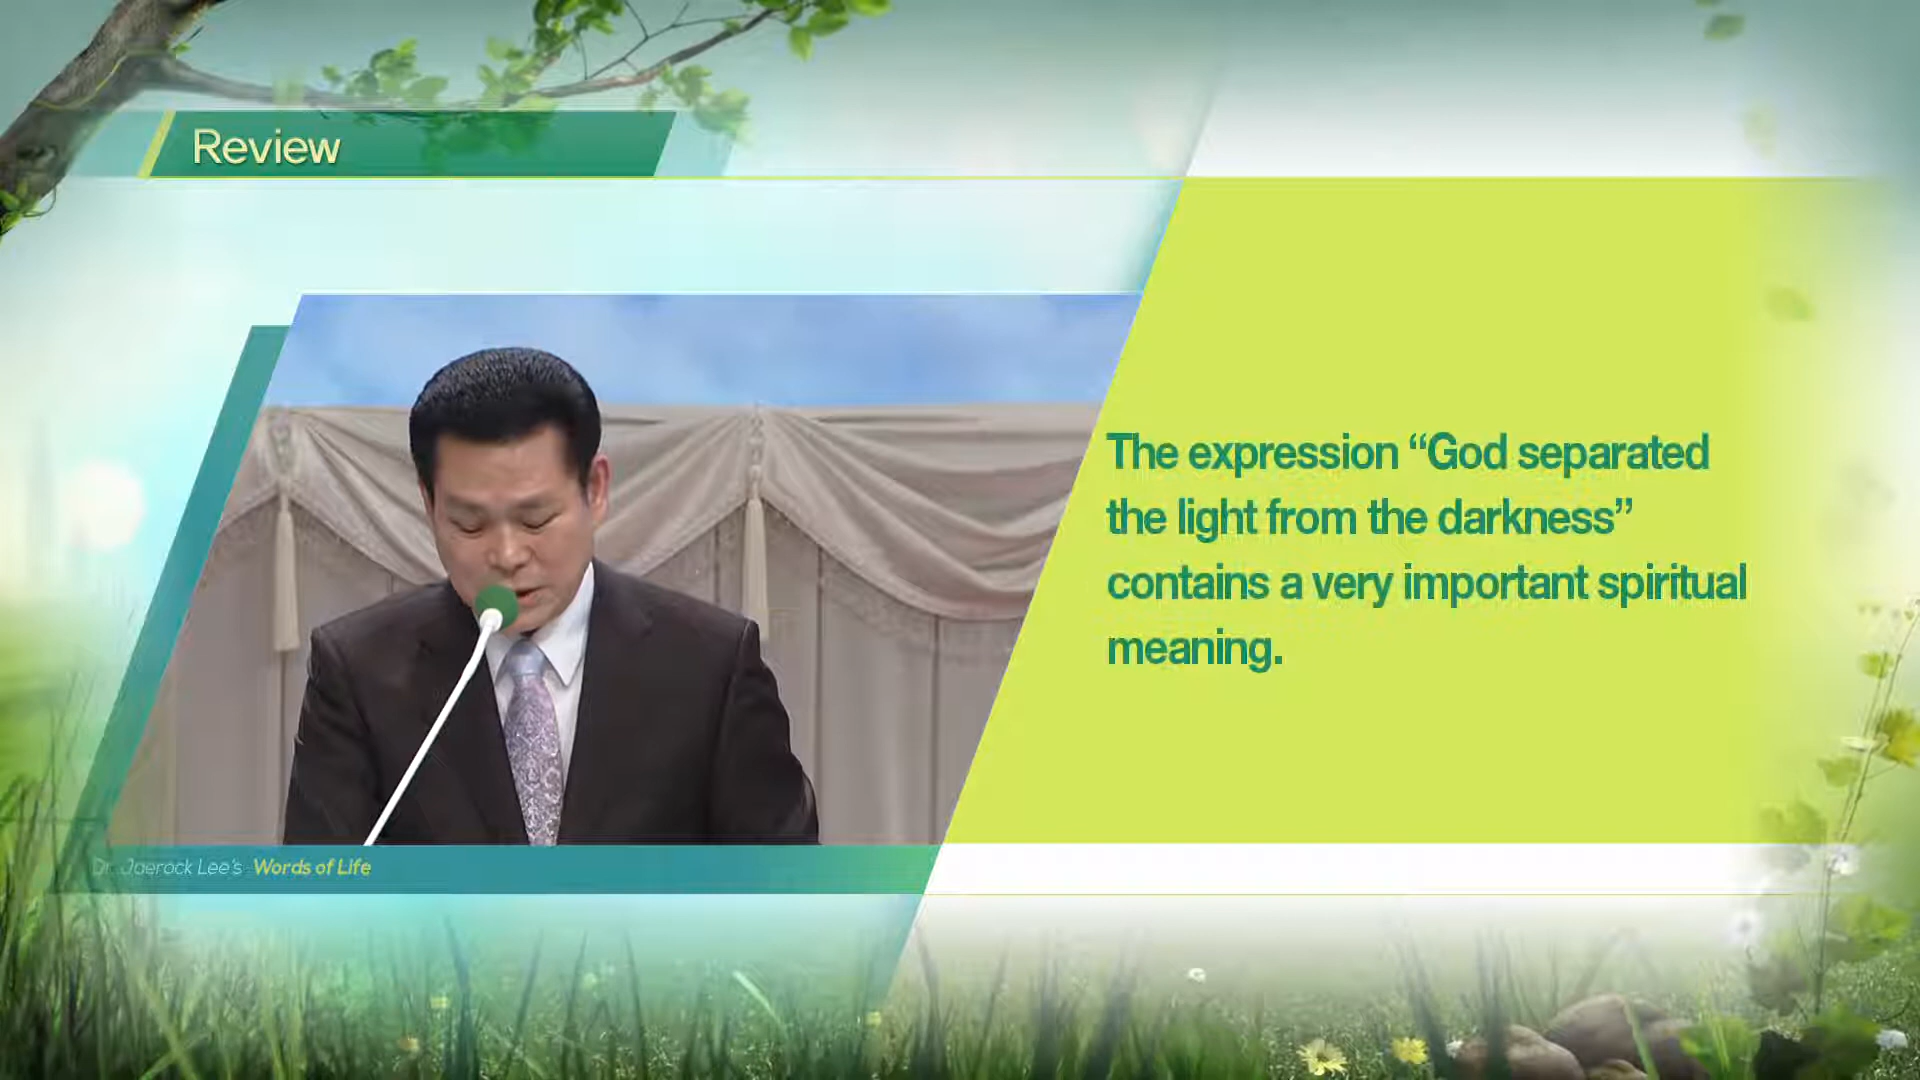 Review
The expression “God separated
the light from the darkness”
contains a very important spiritual
meaning.
Dr. Jaerock Lee's Words of Life